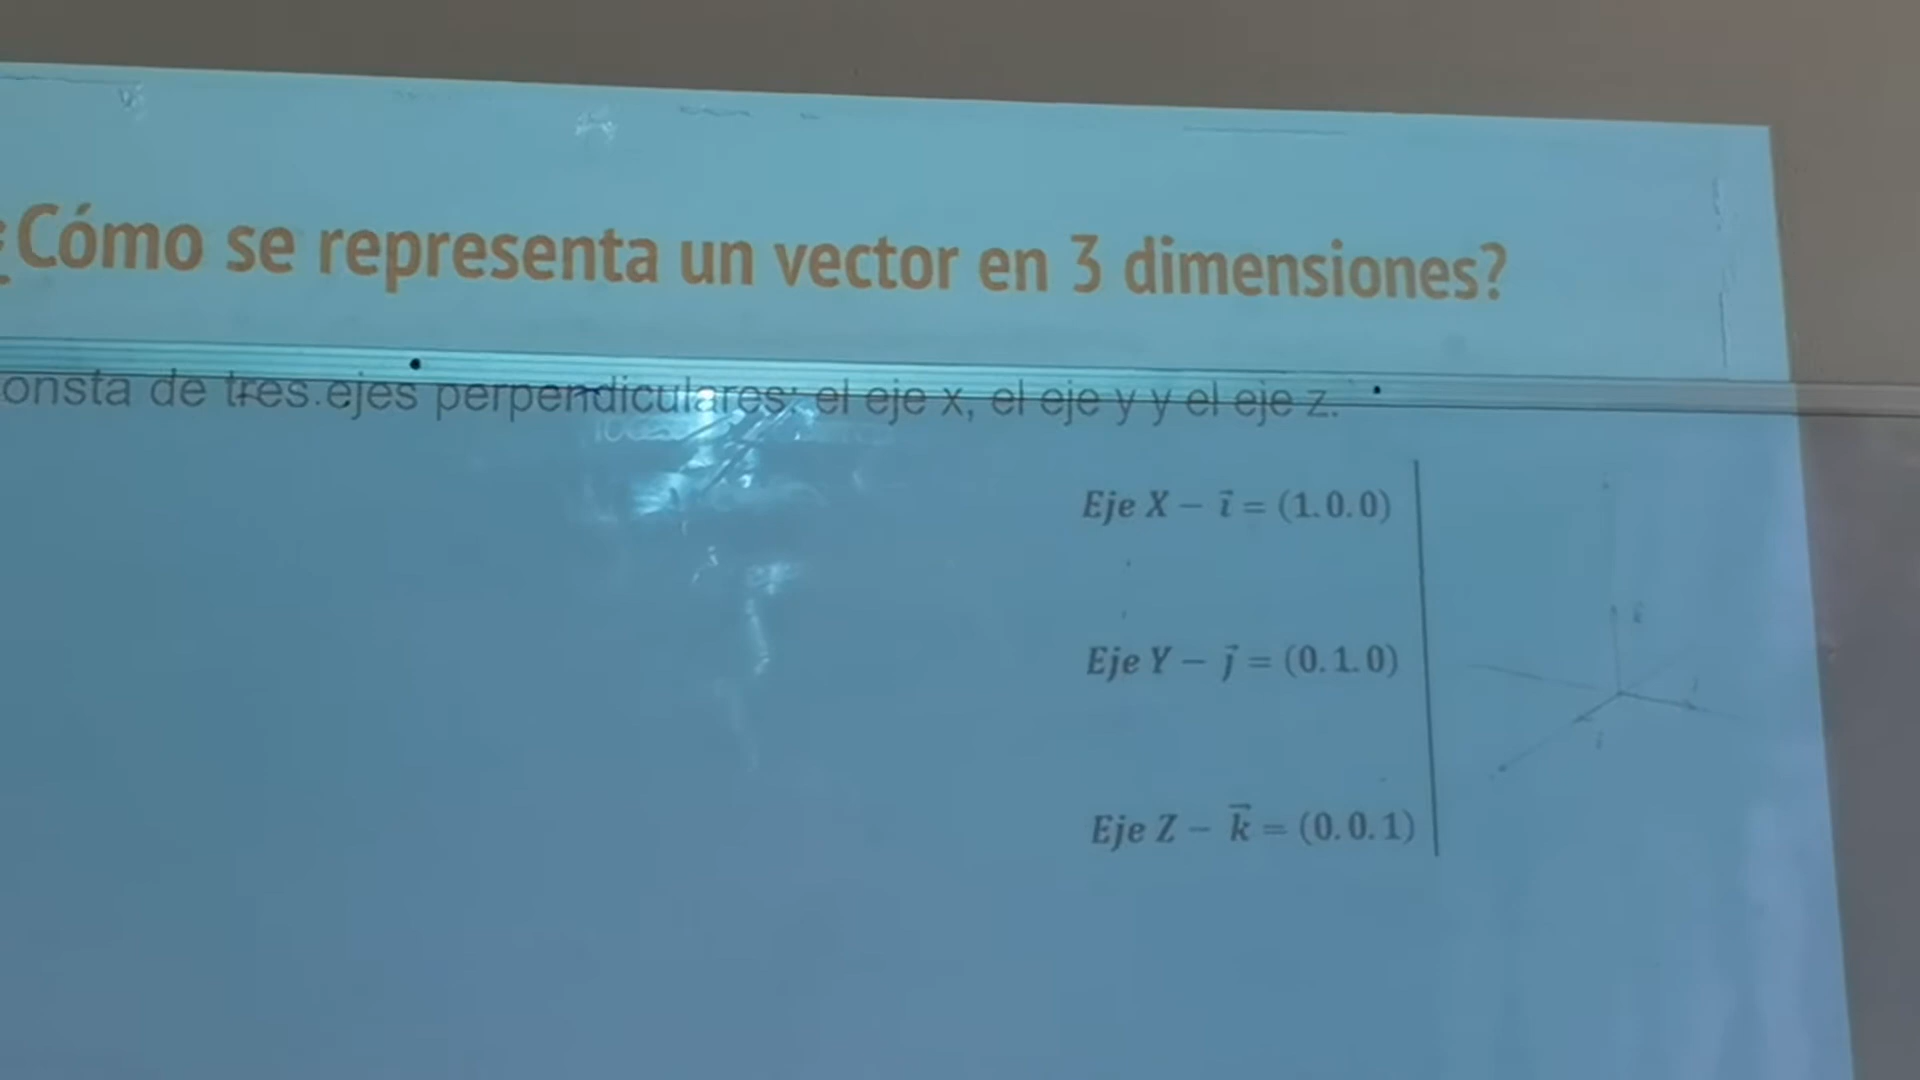 ¿Cómo se representa un vector en 3 dimensiones?
onsta de tres ejes perpendiculares: el eje x, el eje y y el eje z.
Eje X − i⃗ = (1.0.0)
Eje Y − j⃗ = (0.1.0)
Eje Z − k⃗ = (0.0.1)